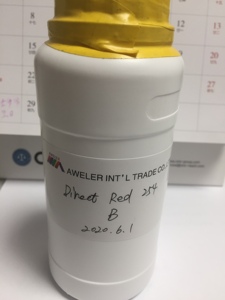 AWELER INT'L TRADE CO.,
Direct Red 254
B
2020.6.1